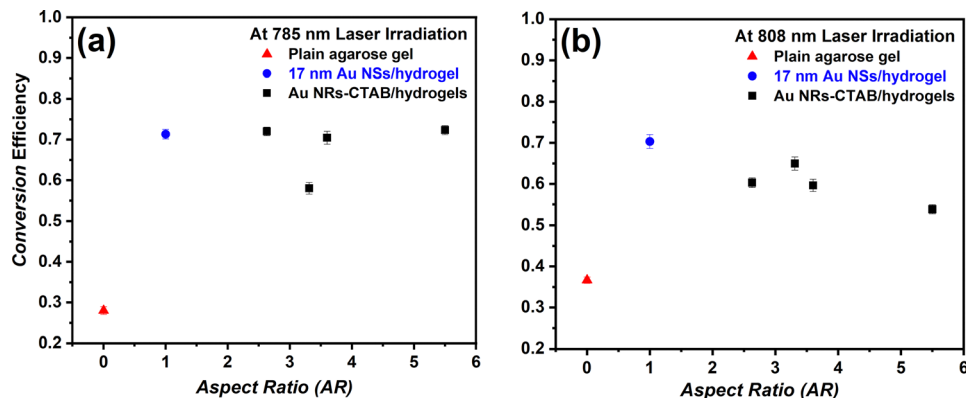 (a)
At 785 nm Laser Irradiation
Plain agarose gel
17 nm Au NSs/hydrogel
Au NRs-CTAB/hydrogels
Conversion Efficiency
1.0
0.9
0.8
0.7
0.6
0.5
0.4
0.3
0.2
0 1 2 3 4 5 6
Aspect Ratio (AR)
(b)
At 808 nm Laser Irradiation
Plain agarose gel
17 nm Au NSs/hydrogel
Au NRs-CTAB/hydrogels
Conversion Efficiency
1.0
0.9
0.8
0.7
0.6
0.5
0.4
0.3
0.2
0 1 2 3 4 5 6
Aspect Ratio (AR)